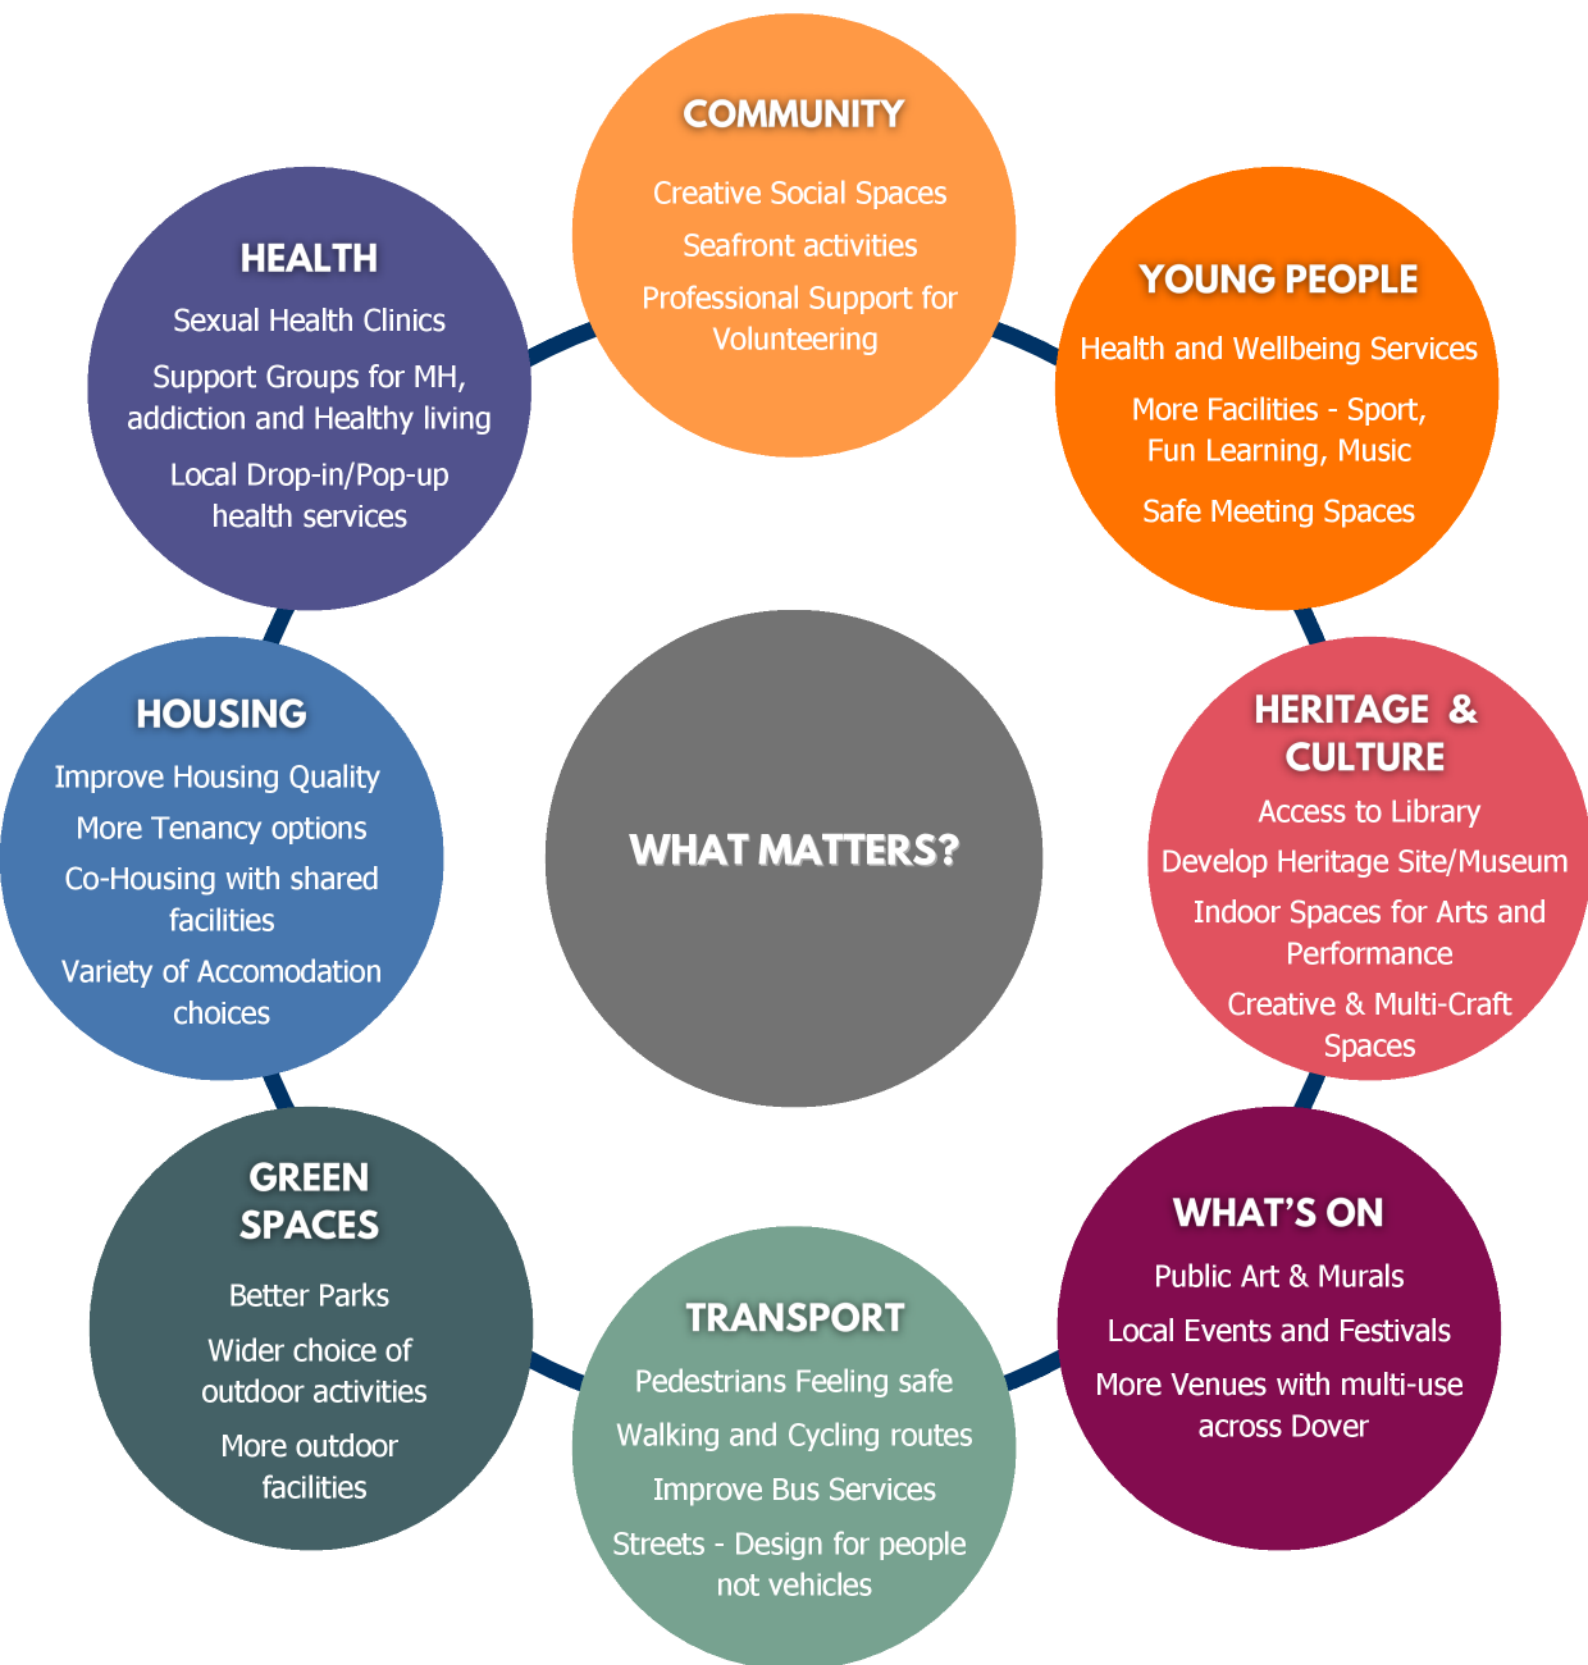 COMMUNITY
Creative Social Spaces
Seafront activities
Professional Support for
Volunteering
YOUNG PEOPLE
Health and Wellbeing Services
More Facilities - Sport,
Fun Learning, Music
Safe Meeting Spaces
HERITAGE & 
CULTURE
Access to Library
Develop Heritage Site/Museum
Indoor Spaces for Arts and
Performance
Creative & Multi-Craft
Spaces
WHAT'S ON
Public Art & Murals
Local Events and Festivals
More Venues with multi-use
across Dover
TRANSPORT
Pedestrians Feeling safe
Walking and Cycling routes
Improve Bus Services
Streets - Design for people
not vehicles
GREEN
SPACES
Better Parks
Wider choice of
outdoor activities
More outdoor
facilities
HOUSING
Improve Housing Quality
More Tenancy options
Co-Housing with shared
facilities
Variety of Accomodation
choices
HEALTH
Sexual Health Clinics
Support Groups for MH,
addiction and Healthy living
Local Drop-in/Pop-up
health services
WHAT MATTERS?